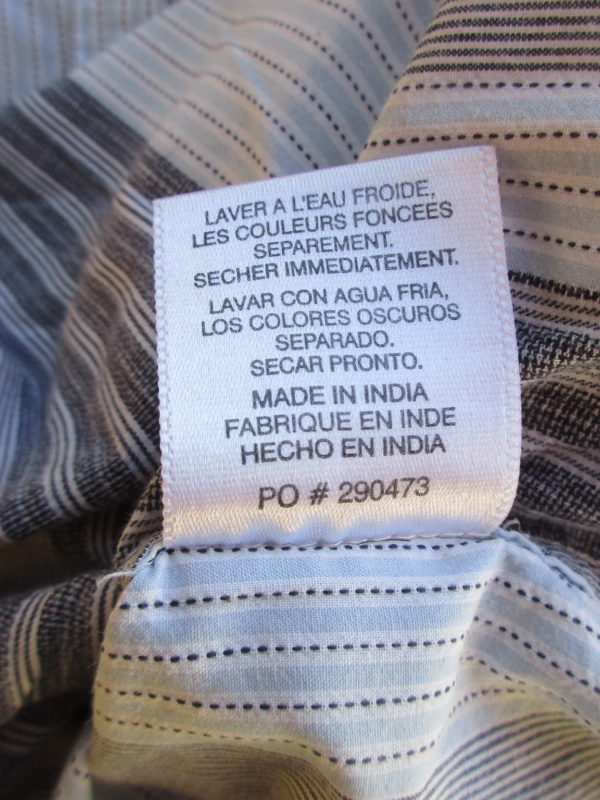 LAVER A L'EAU FROIDE,
LES COULEURS FONCEES
SEPAREMENT.
SECHER IMMEDIATEMENT.
LAVAR CON AGUA FRIA,
LOS COLORES OSCUROS
SEPARADO.
SECAR PRONTO.
MADE IN INDIA
FABRIQUE EN INDE
HECHO EN INDIA
PO # 290473